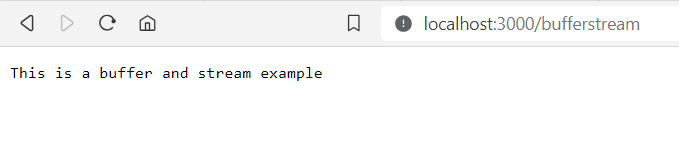 localhost:3000/bufferstream
This is a buffer and stream example